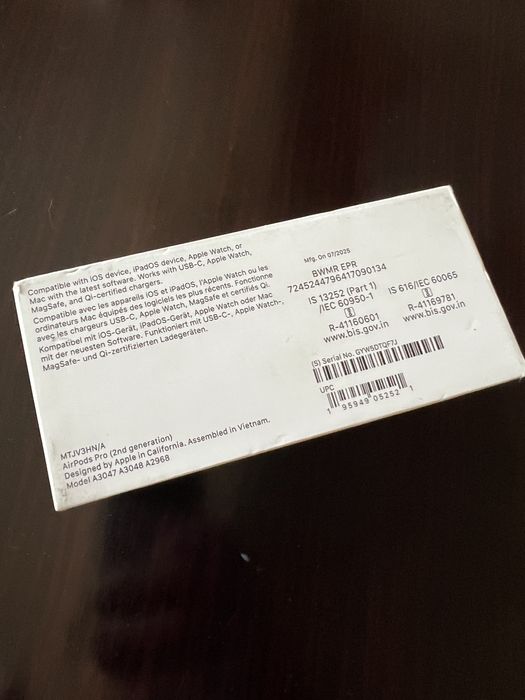 Compatible with iOS device, iPadOS device, Apple Watch, or
Mac with the latest software. Works with USB-C, Apple Watch,
MagSafe, and Qi-certified chargers.
Compatible avec les appareils iOS et iPadOS, l'Apple Watch ou les
ordinateurs Mac équipés des logiciels les plus récents. Fonctionne
avec les chargeurs USB-C, Apple Watch, MagSafe et certifiés Qi.
Kompatibel mit iOS-Gerät, iPadOS-Gerät, Apple Watch oder Mac
mit der neuesten Software. Funktioniert mit USB-C-, Apple Watch-,
MagSafe- und Qi-zertifizierten Ladegeräten.
MTJV3HN/A
AirPods Pro (2nd generation)
Designed by Apple in California. Assembled in Vietnam.
Model A3047 A3048 A2968
Mfg. On 07/2025
BWMR EPR
7245244796417090134
IS 13252 (Part 1)
/IEC 60950-1
R-41160601
www.bis.gov.in
IS 616/IEC 60065
R-41169781
www.bis.gov.in
(S) Serial No. GYW5DTQF7J
UPC
1 95949 05252 1